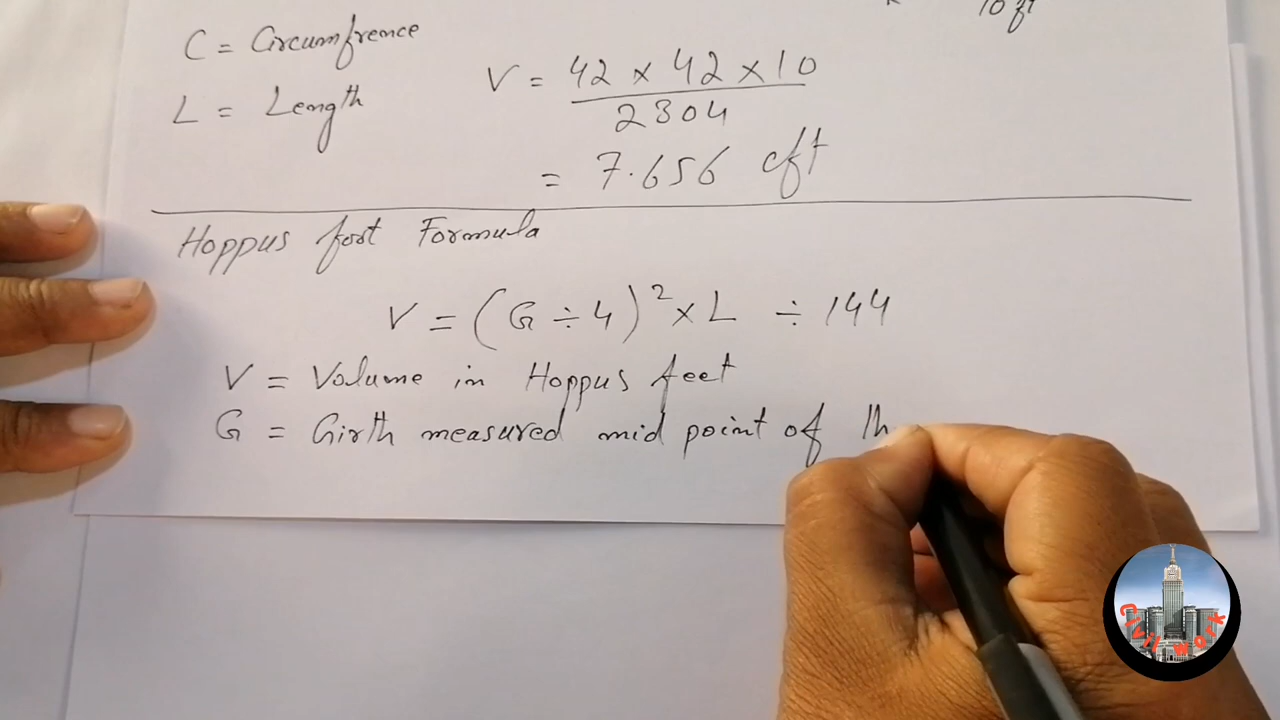 10 ft
C = Circumfrence
V = 42 x 42 x 10
2304
L = Length
= 7.656 cft
Hoppus foot Formula
V = (G ÷ 4)² x L ÷ 144
V = Volume in Hoppus feet
G = Girth measured mid point of th
Civil work